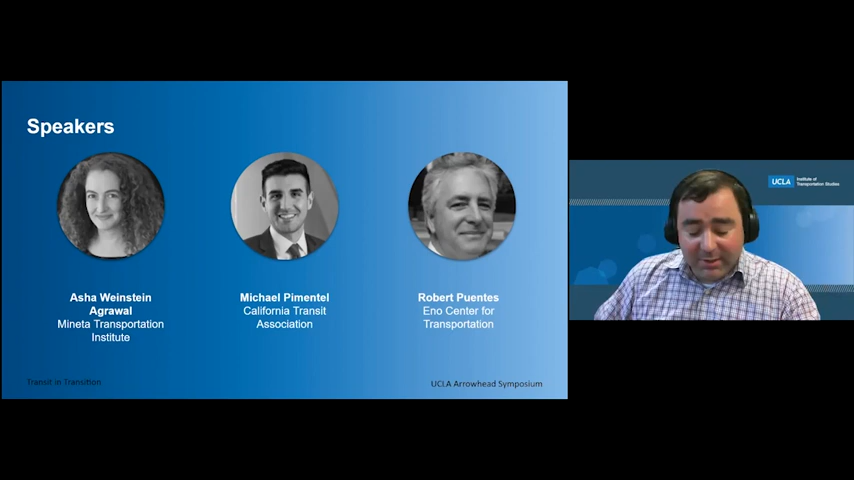 Speakers
Asha Weinstein
Agrawal
Mineta Transportation
Institute
Michael Pimentel
California Transit
Association
Robert Puentes
Eno Center for
Transportation
Transit in Transition
UCLA Arrowhead Symposium
UCLA
Institute of
Transportation Studies